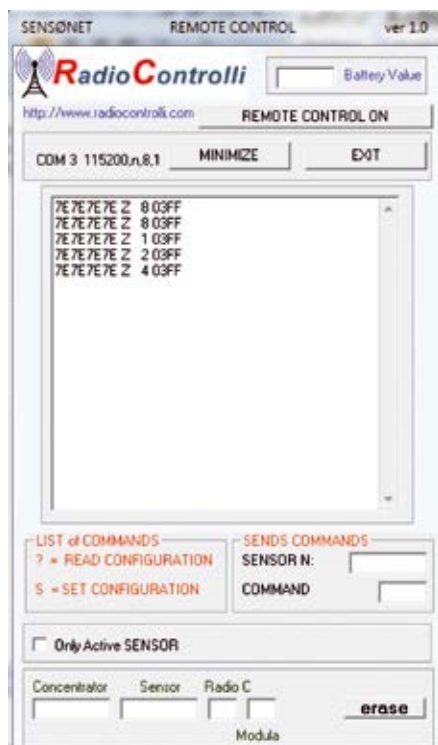 SENSØNET REMOTE CONTROL ver 1.0
RadioControlli Battery Value
http://www.radiocontrolli.com REMOTE CONTROL ON
COM 3 115200,n,8,1 MINIMIZE EXIT
7E7E7E7E Z 8 03FF
7E7E7E7E Z 8 03FF
7E7E7E7E Z 1 03FF
7E7E7E7E Z 2 03FF
7E7E7E7E Z 4 03FF
LIST of COMMANDS SENDS COMMANDS
? = READ CONFIGURATION SENSOR N:
S = SET CONFIGURATION COMMAND
Only Active SENSOR
Concentrator Sensor Radio C
erase
Modula